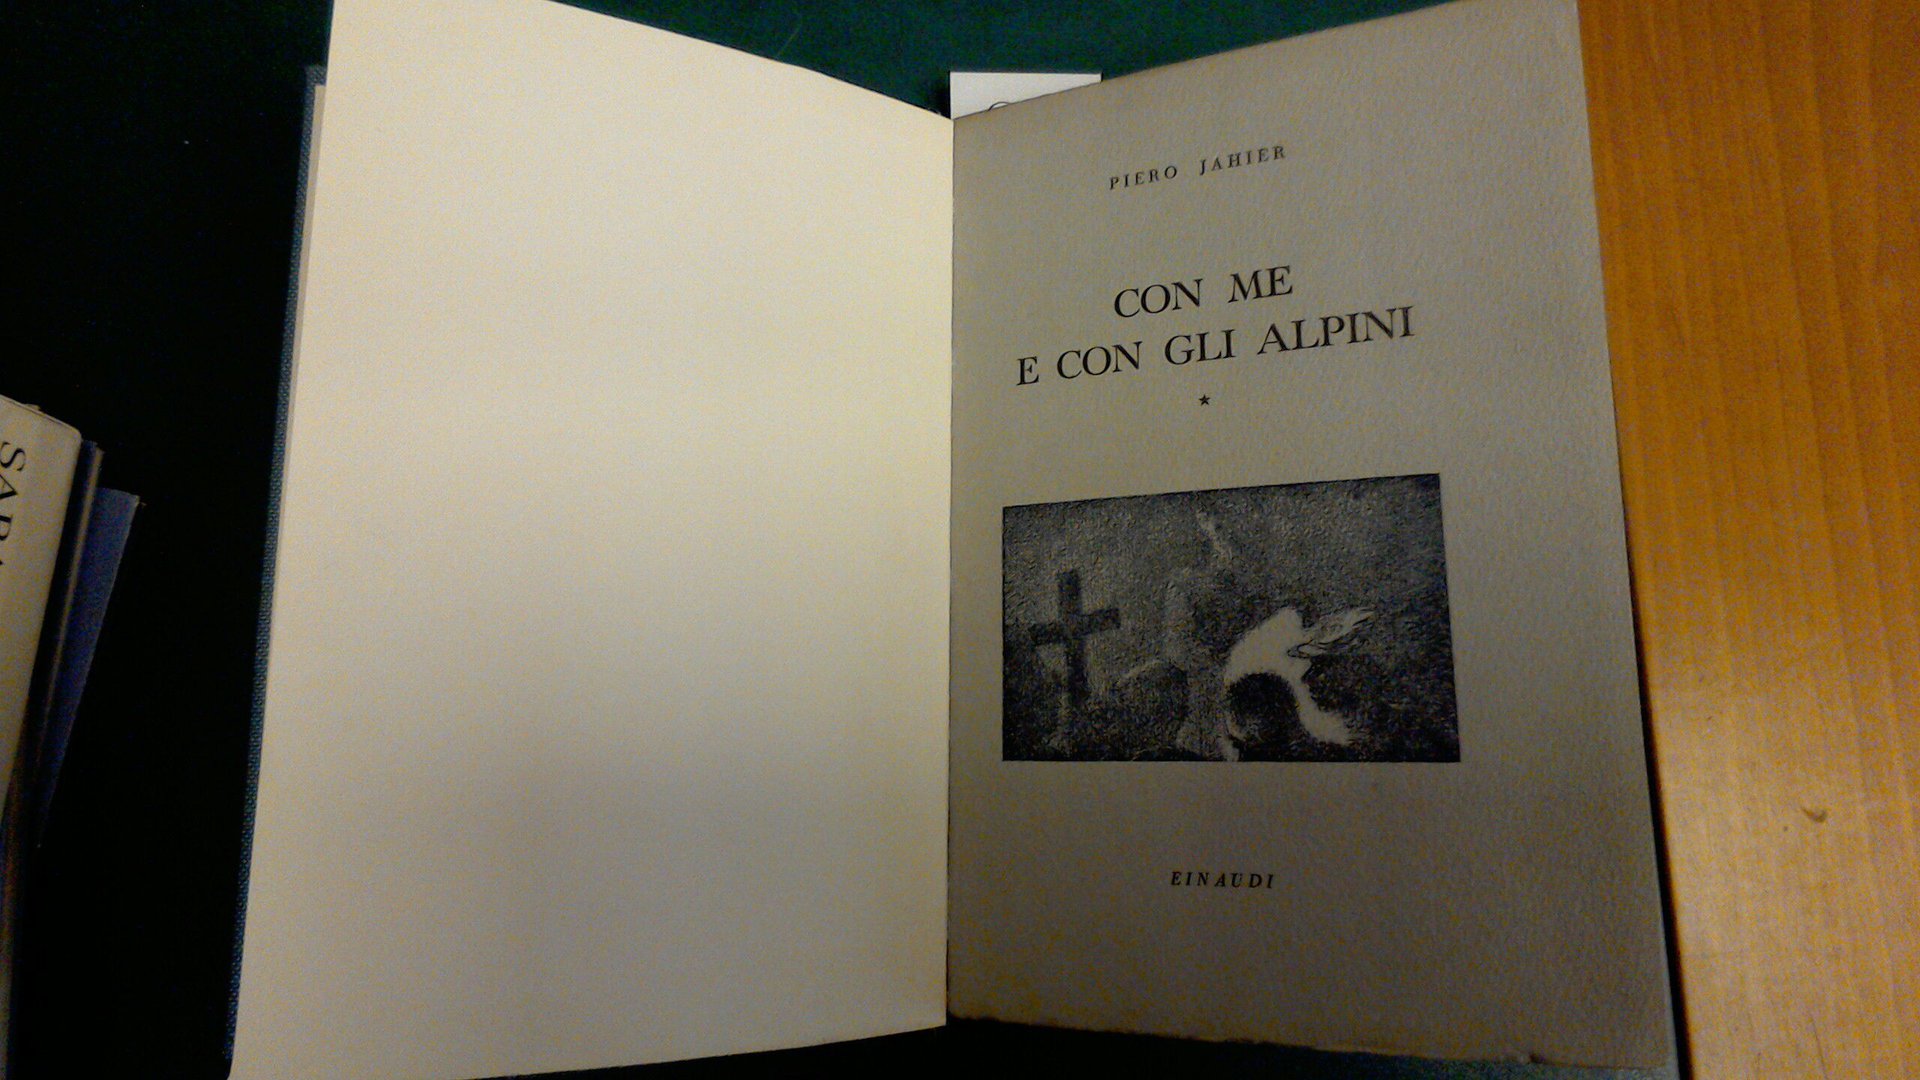 PIERO JAHIER
CON ME
E CON GLI ALPINI
★
EINAUDI